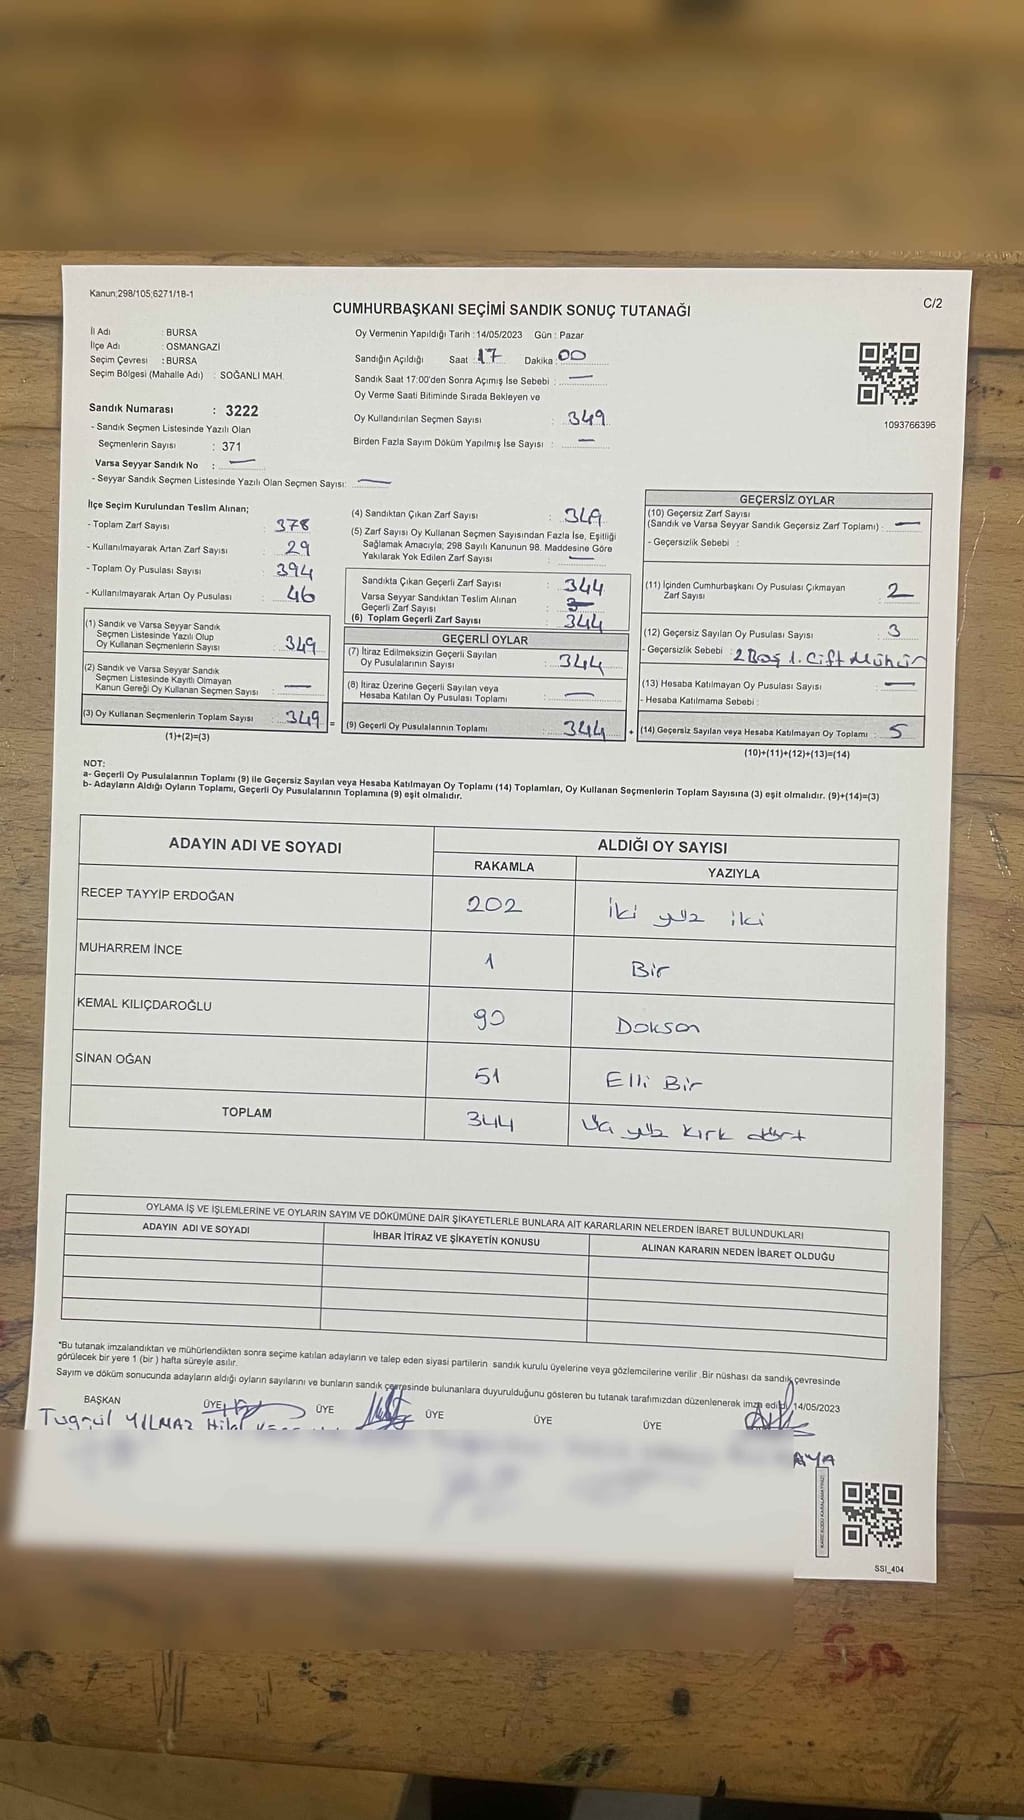 Kanun;298/105;6271/18-1
C/2
CUMHURBAŞKANI SEÇİMİ SANDIK SONUÇ TUTANAĞI
İl Adı : BURSA
İlçe Adı : OSMANGAZİ
Seçim Çevresi : BURSA
Seçim Bölgesi (Mahalle Adı) : SOĞANLI MAH.
Sandık Numarası : 3222
- Sandık Seçmen Listesinde Yazılı Olan
Seçmenlerin Sayısı : 371
Varsa Seyyar Sandık No : —
- Seyyar Sandık Seçmen Listesinde Yazılı Olan Seçmen Sayısı: —
Oy Vermenin Yapıldığı Tarih : 14/05/2023 Gün : Pazar
Sandığın Açıldığı Saat : 17 Dakika : 00
Sandık Saat 17:00'den Sonra Açımış İse Sebebi : —
Oy Verme Saati Bitiminde Sırada Bekleyen ve
Oy Kullandırılan Seçmen Sayısı : 349
Birden Fazla Sayım Döküm Yapılmış İse Sayısı : —
1093766396
İlçe Seçim Kurulundan Teslim Alınan;
- Toplam Zarf Sayısı : 378
- Kullanılmayarak Artan Zarf Sayısı : 29
- Toplam Oy Pusulası Sayısı : 394
- Kullanılmayarak Artan Oy Pusulası : 46
(1) Sandık ve Varsa Seyyar Sandık
Seçmen Listesinde Yazılı Olup
Oy Kullanan Seçmenlerin Sayısı : 349
(2) Sandık ve Varsa Seyyar Sandık
Seçmen Listesinde Kayıtlı Olmayan
Kanun Gereği Oy Kullanan Seçmen Sayısı : —
(3) Oy Kullanan Seçmenlerin Toplam Sayısı : 349 =
(1)+(2)=(3)
(4) Sandıktan Çıkan Zarf Sayısı : 349
(5) Zarf Sayısı Oy Kullanan Seçmen Sayısından Fazla İse, Eşitliği
Sağlamak Amacıyla; 298 Sayılı Kanunun 98. Maddesine Göre
Yakılarak Yok Edilen Zarf Sayısı : —
Sandıkta Çıkan Geçerli Zarf Sayısı : 344
Varsa Seyyar Sandıktan Teslim Alınan
Geçerli Zarf Sayısı :
(6) Toplam Geçerli Zarf Sayısı : 344
GEÇERLİ OYLAR
(7) İtiraz Edilmeksizin Geçerli Sayılan
Oy Pusulalarının Sayısı : 344
(8) İtiraz Üzerine Geçerli Sayılan veya
Hesaba Katılan Oy Pusulası Toplamı : —
(9) Geçerli Oy Pusulalarının Toplamı : 344 +
GEÇERSİZ OYLAR
(10) Geçersiz Zarf Sayısı
(Sandık ve Varsa Seyyar Sandık Geçersiz Zarf Toplamı) : —
- Geçersizlik Sebebi :
(11) İçinden Cumhurbaşkanı Oy Pusulası Çıkmayan
Zarf Sayısı : 2
(12) Geçersiz Sayılan Oy Pusulası Sayısı : 3
- Geçersizlik Sebebi : 2 Boş 1. Çift Mühür
(13) Hesaba Katılmayan Oy Pusulası Sayısı : —
- Hesaba Katılmama Sebebi :
(14) Geçersiz Sayılan veya Hesaba Katılmayan Oy Toplamı : 5
(10)+(11)+(12)+(13)=(14)
NOT:
a- Geçerli Oy Pusulalarının Toplamı (9) ile Geçersiz Sayılan veya Hesaba Katılmayan Oy Toplamı (14) Toplamları, Oy Kullanan Seçmenlerin Toplam Sayısına (3) eşit olmalıdır. (9)+(14)=(3)
b- Adayların Aldığı Oyların Toplamı, Geçerli Oy Pusulalarının Toplamına (9) eşit olmalıdır.
ADAYIN ADI VE SOYADI
ALDIĞI OY SAYISI
RAKAMLA YAZIYLA
RECEP TAYYİP ERDOĞAN 202 İki yüz iki
MUHARREM İNCE 1 Bir
KEMAL KILIÇDAROĞLU 90 Doksan
SİNAN OĞAN 51 Elli Bir
TOPLAM 344 Üç yüz kırk dört
OYLAMA İŞ VE İŞLEMLERİNE VE OYLARIN SAYIM VE DÖKÜMÜNE DAİR ŞİKAYETLERLE BUNLARA AİT KARARLARIN NELERDEN İBARET BULUNDUKLARI
ADAYIN ADI VE SOYADI İHBAR İTİRAZ VE ŞİKAYETİN KONUSU ALINAN KARARIN NEDEN İBARET OLDUĞU
*Bu tutanak imzalandıktan ve mühürlendikten sonra seçime katılan adayların ve talep eden siyasi partilerin sandık kurulu üyelerine veya gözlemcilerine verilir. Bir nüshası da sandık çevresinde
görülecek bir yere 1 (bir ) hafta süreyle asılır.
Sayım ve döküm sonucunda adayların aldığı oyların sayılarını ve bunların sandık çevresinde bulunanlara duyurulduğunu gösteren bu tutanak tarafımızdan düzenlenerek imza edildi. 14/05/2023
BAŞKAN ÜYE ÜYE ÜYE ÜYE ÜYE
Tuğrul YILMAZ Hilal
AYA
SSI_404